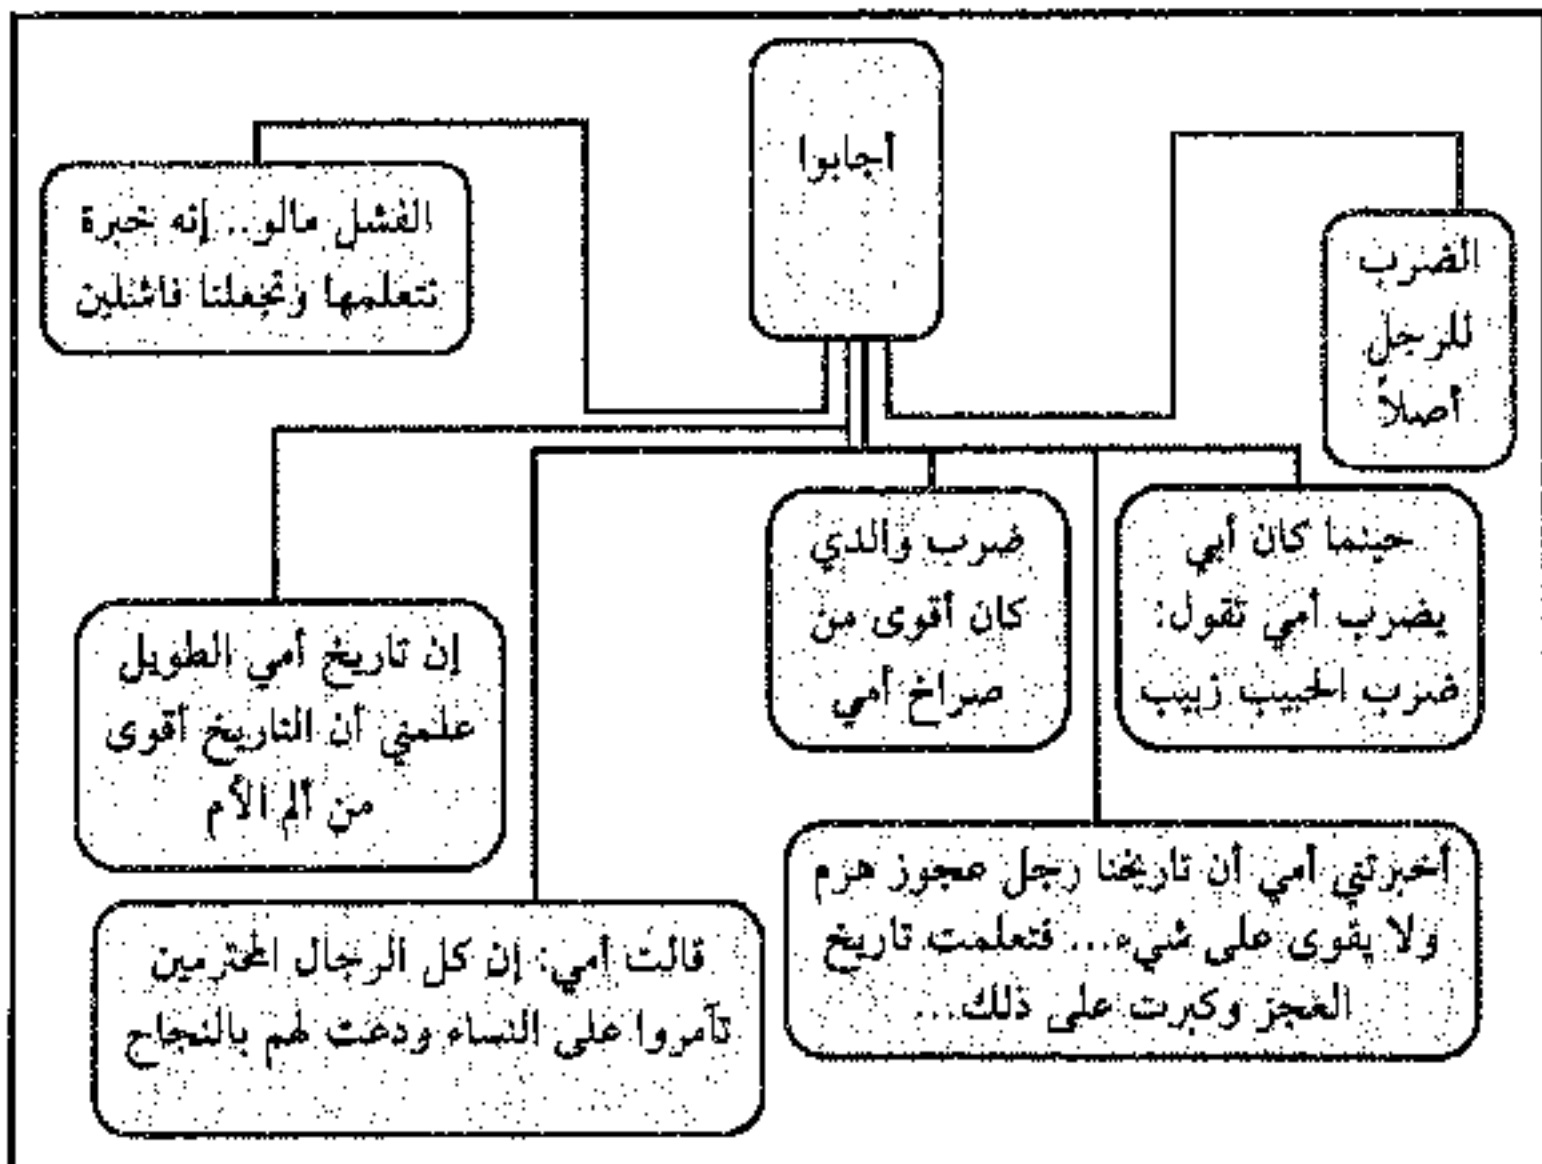 أجابوا
الضرب
للرجل
أصلاً
الفشل مالو.. إنه خبرة
نتعلمها وتجعلنا فاشلين
حينما كان أبي
يضرب أمي تقول:
ضرب الحبيب زبيب
ضرب والدي
كان أقوى من
صراخ أمي
إن تاريخ أمي الطويل
علمني أن التاريخ أقوى
من ألم الأم
أخبرتني أمي أن تاريخنا رجل عجوز هرم
ولا يقوى على شيء... فتعلمت تاريخ
العجز وكبرت على ذلك...
قالت أمي: إن كل الرجال المحترمين
تآمروا على النساء ودعت لهم بالنجاح